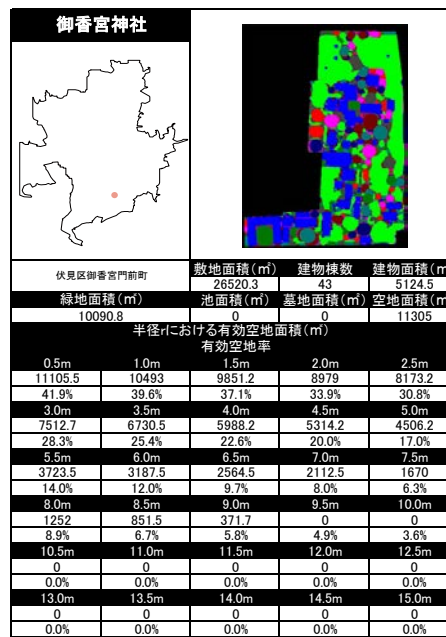 御香宮神社
伏見区御香宮門前町
敷地面積(㎡) 建物棟数 建物面積(㎡
26520.3 43 5124.5
緑地面積(㎡) 池面積(㎡) 墓地面積(㎡) 空地面積(㎡
10090.8 0 0 11305
半径rにおける有効空地面積(㎡)
有効空地率
0.5m 1.0m 1.5m 2.0m 2.5m
11105.5 10493 9851.2 8979 8173.2
41.9% 39.6% 37.1% 33.9% 30.8%
3.0m 3.5m 4.0m 4.5m 5.0m
7512.7 6730.5 5988.2 5314.2 4506.2
28.3% 25.4% 22.6% 20.0% 17.0%
5.5m 6.0m 6.5m 7.0m 7.5m
3723.5 3187.5 2564.5 2112.5 1670
14.0% 12.0% 9.7% 8.0% 6.3%
8.0m 8.5m 9.0m 9.5m 10.0m
1252 851.5 371.7 0 0
8.9% 6.7% 5.8% 4.9% 3.6%
10.5m 11.0m 11.5m 12.0m 12.5m
0 0 0 0 0
0.0% 0.0% 0.0% 0.0% 0.0%
13.0m 13.5m 14.0m 14.5m 15.0m
0 0 0 0 0
0.0% 0.0% 0.0% 0.0% 0.0%